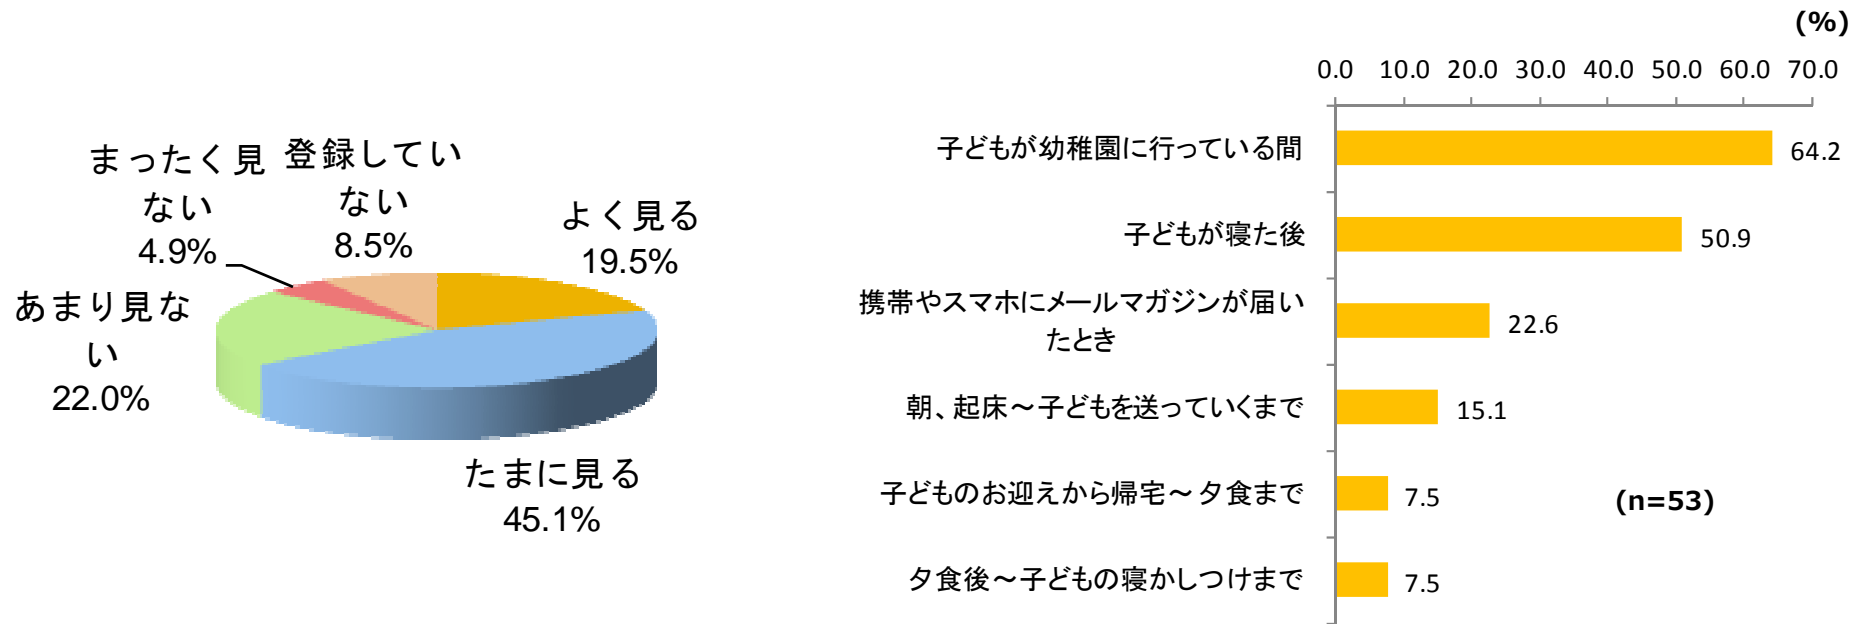 まったく見
ない
4.9%
登録してい
ない
8.5%
よく見る
19.5%
あまり見な
い
22.0%
たまに見る
45.1%
(%)
0.0 10.0 20.0 30.0 40.0 50.0 60.0 70.0
子どもが幼稚園に行っている間
64.2
子どもが寝た後
50.9
携帯やスマホにメールマガジンが届い
たとき
22.6
朝、起床～子どもを送っていくまで
15.1
子どものお迎えから帰宅～夕食まで
7.5
(n=53)
夕食後～子どもの寝かしつけまで
7.5